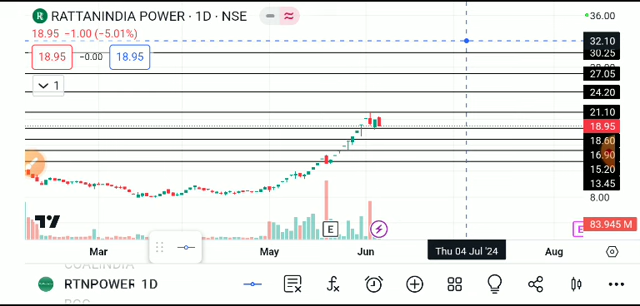 R RATTANINDIA POWER · 1D · NSE
18.95 −1.00 (−5.01%)
18.95 −0.00 18.95
1
36.00
32.10
30.25
27.05
24.20
21.10
18.95
18.60
16.90
15.20
13.45
8.00
83.945 M
E
E
Mar May Jun Thu 04 Jul '24 Aug
COALINDIA
RTNPOWER 1D